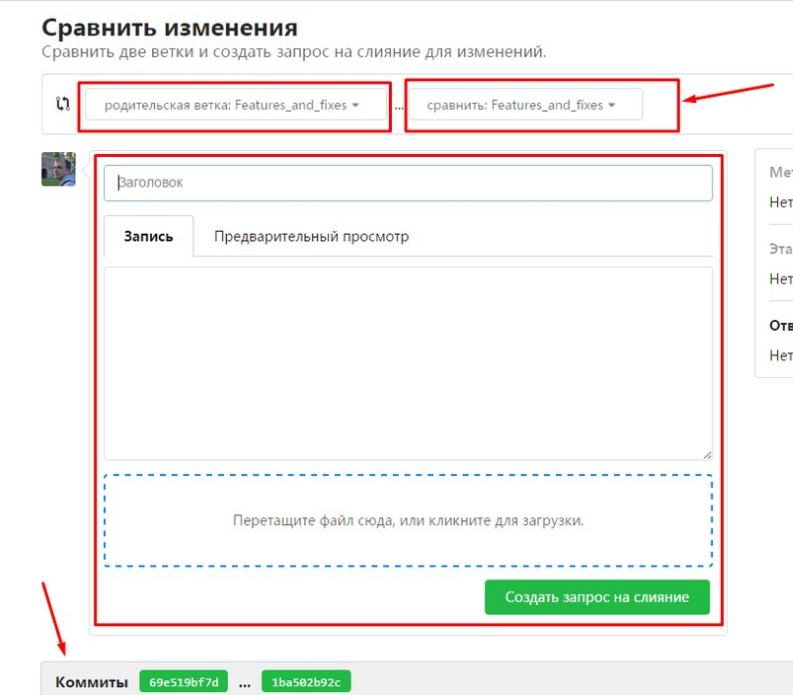 Сравнить изменения
Сравнить две ветки и создать запрос на слияние для изменений.
родительская ветка: Features_and_fixes ... сравнить: Features_and_fixes
Заголовок
Запись Предварительный просмотр
Перетащите файл сюда, или кликните для загрузки.
Создать запрос на слияние
Мет
Нет
Эта
Нет
Отв
Нет
Коммиты 69e519bf7d ... 1ba502b92c